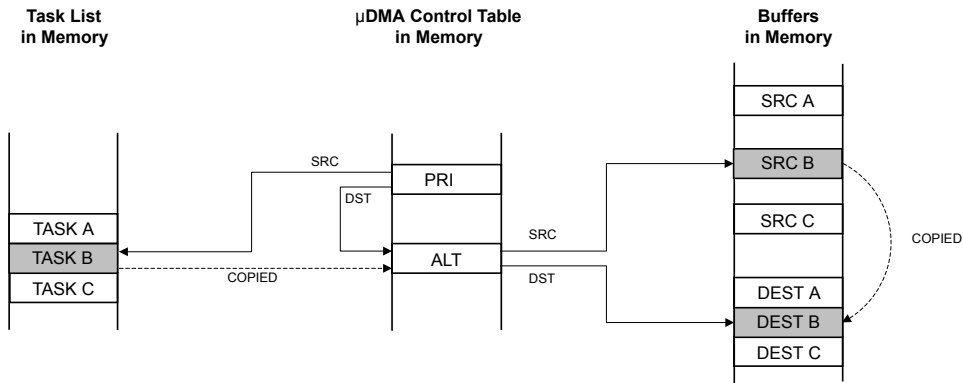 Task List
in Memory
µDMA Control Table
in Memory
Buffers
in Memory
SRC A
SRC
SRC B
PRI
DST
TASK A
SRC C
SRC
COPIED
TASK B
ALT
COPIED
DST
TASK C
DEST A
DEST B
DEST C